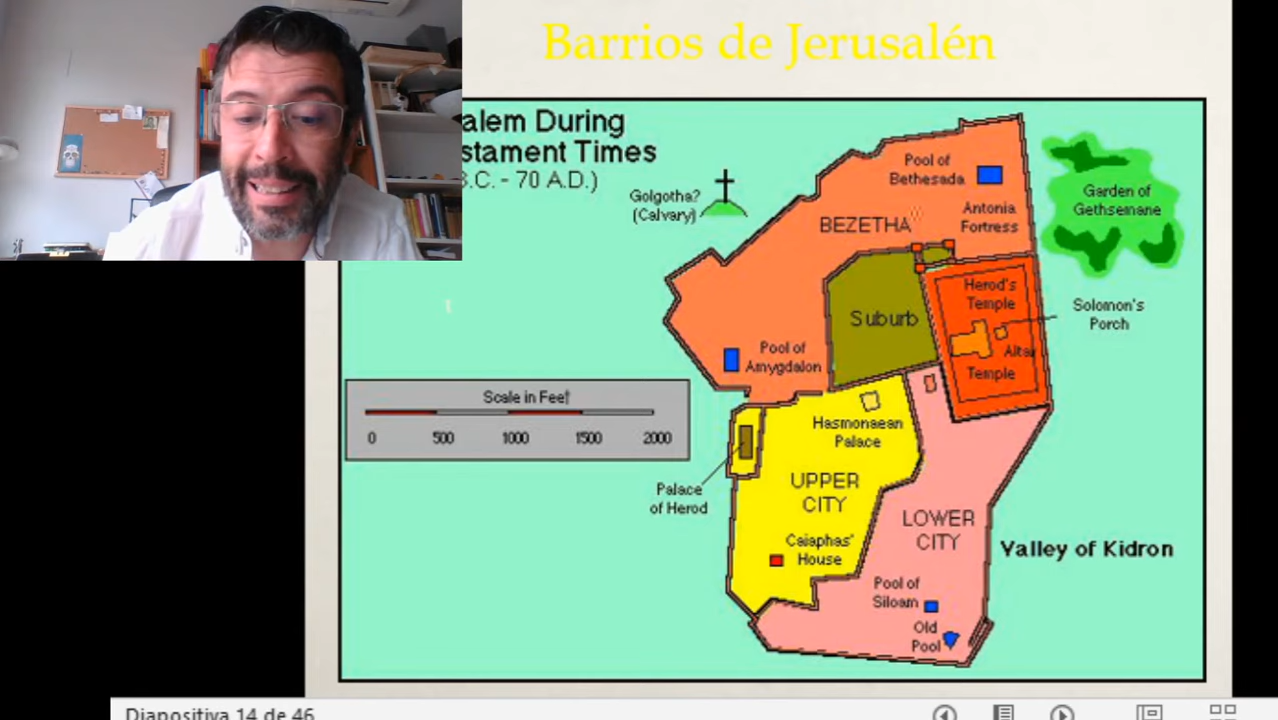 Barrios de Jerusalén
alem During
stament Times
.C. - 70 A.D.)
Golgotha?
(Calvary)
Pool of
Bethesada
Garden of
Gethsemane
BEZETHA
Antonia
Fortress
Herod's
Temple
Solomon's
Porch
Suburb
Altar
Temple
Pool of
Amygdalon
Scale in Feet
0 500 1000 1500 2000
Hasmonaean
Palace
Palace
of Herod
UPPER
CITY
LOWER
CITY
Caiaphas'
House
Valley of Kidron
Pool of
Siloam
Old
Pool
Diapositiva 14 de 46